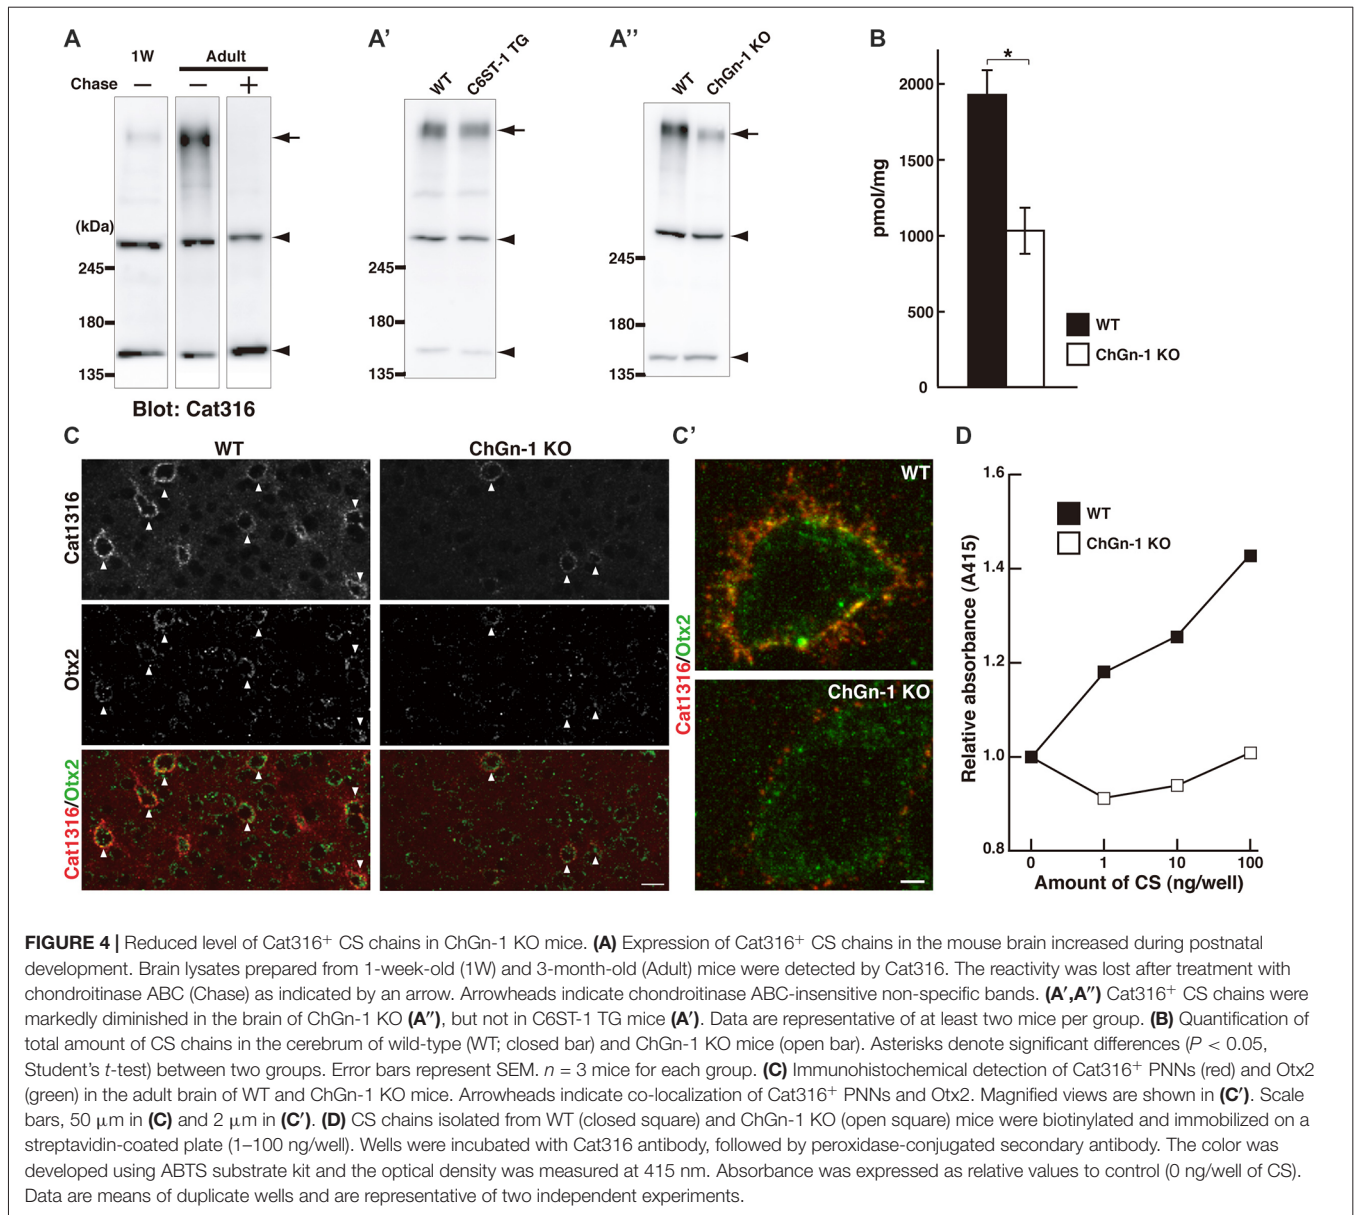 A
1W
Adult
Chase
–
–
+
(kDa)
245
180
135
Blot: Cat316
A'
WT
C6ST-1 TG
245
180
135
A''
WT
ChGn-1 KO
245
180
135
B
*
2000
1500
1000
500
0
pmol/mg
WT
ChGn-1 KO
C
WT
ChGn-1 KO
Cat1316
Otx2
Cat1316/Otx2
C'
WT
ChGn-1 KO
Cat1316/Otx2
D
1.6
1.4
1.2
1.0
0.8
Relative absorbance (A415)
WT
ChGn-1 KO
0 1 10 100
Amount of CS (ng/well)
FIGURE 4 | Reduced level of Cat316⁺ CS chains in ChGn-1 KO mice. (A) Expression of Cat316⁺ CS chains in the mouse brain increased during postnatal
development. Brain lysates prepared from 1-week-old (1W) and 3-month-old (Adult) mice were detected by Cat316. The reactivity was lost after treatment with
chondroitinase ABC (Chase) as indicated by an arrow. Arrowheads indicate chondroitinase ABC-insensitive non-specific bands. (A′,A″) Cat316⁺ CS chains were
markedly diminished in the brain of ChGn-1 KO (A″), but not in C6ST-1 TG mice (A′). Data are representative of at least two mice per group. (B) Quantification of
total amount of CS chains in the cerebrum of wild-type (WT; closed bar) and ChGn-1 KO mice (open bar). Asterisks denote significant differences (P < 0.05,
Student's t-test) between two groups. Error bars represent SEM. n = 3 mice for each group. (C) Immunohistochemical detection of Cat316⁺ PNNs (red) and Otx2
(green) in the adult brain of WT and ChGn-1 KO mice. Arrowheads indicate co-localization of Cat316⁺ PNNs and Otx2. Magnified views are shown in (C′). Scale
bars, 50 μm in (C) and 2 μm in (C′). (D) CS chains isolated from WT (closed square) and ChGn-1 KO (open square) mice were biotinylated and immobilized on a
streptavidin-coated plate (1–100 ng/well). Wells were incubated with Cat316 antibody, followed by peroxidase-conjugated secondary antibody. The color was
developed using ABTS substrate kit and the optical density was measured at 415 nm. Absorbance was expressed as relative values to control (0 ng/well of CS).
Data are means of duplicate wells and are representative of two independent experiments.